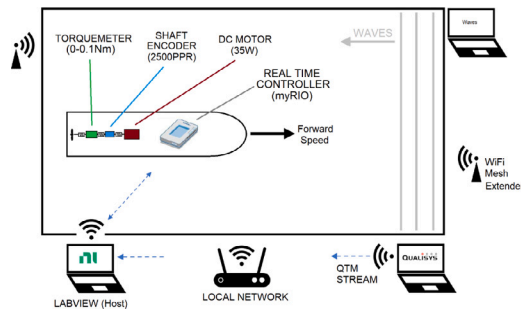 TORQUEMETER
(0-0.1Nm)
SHAFT
ENCODER
(2500PPR)
DC MOTOR
(35W)
REAL TIME
CONTROLLER
(myRIO)
WAVES
Waves
Forward
Speed
WiFi
Mesh
Extende
LABVIEW (Host)
LOCAL NETWORK
QTM
STREAM
QUALISYS